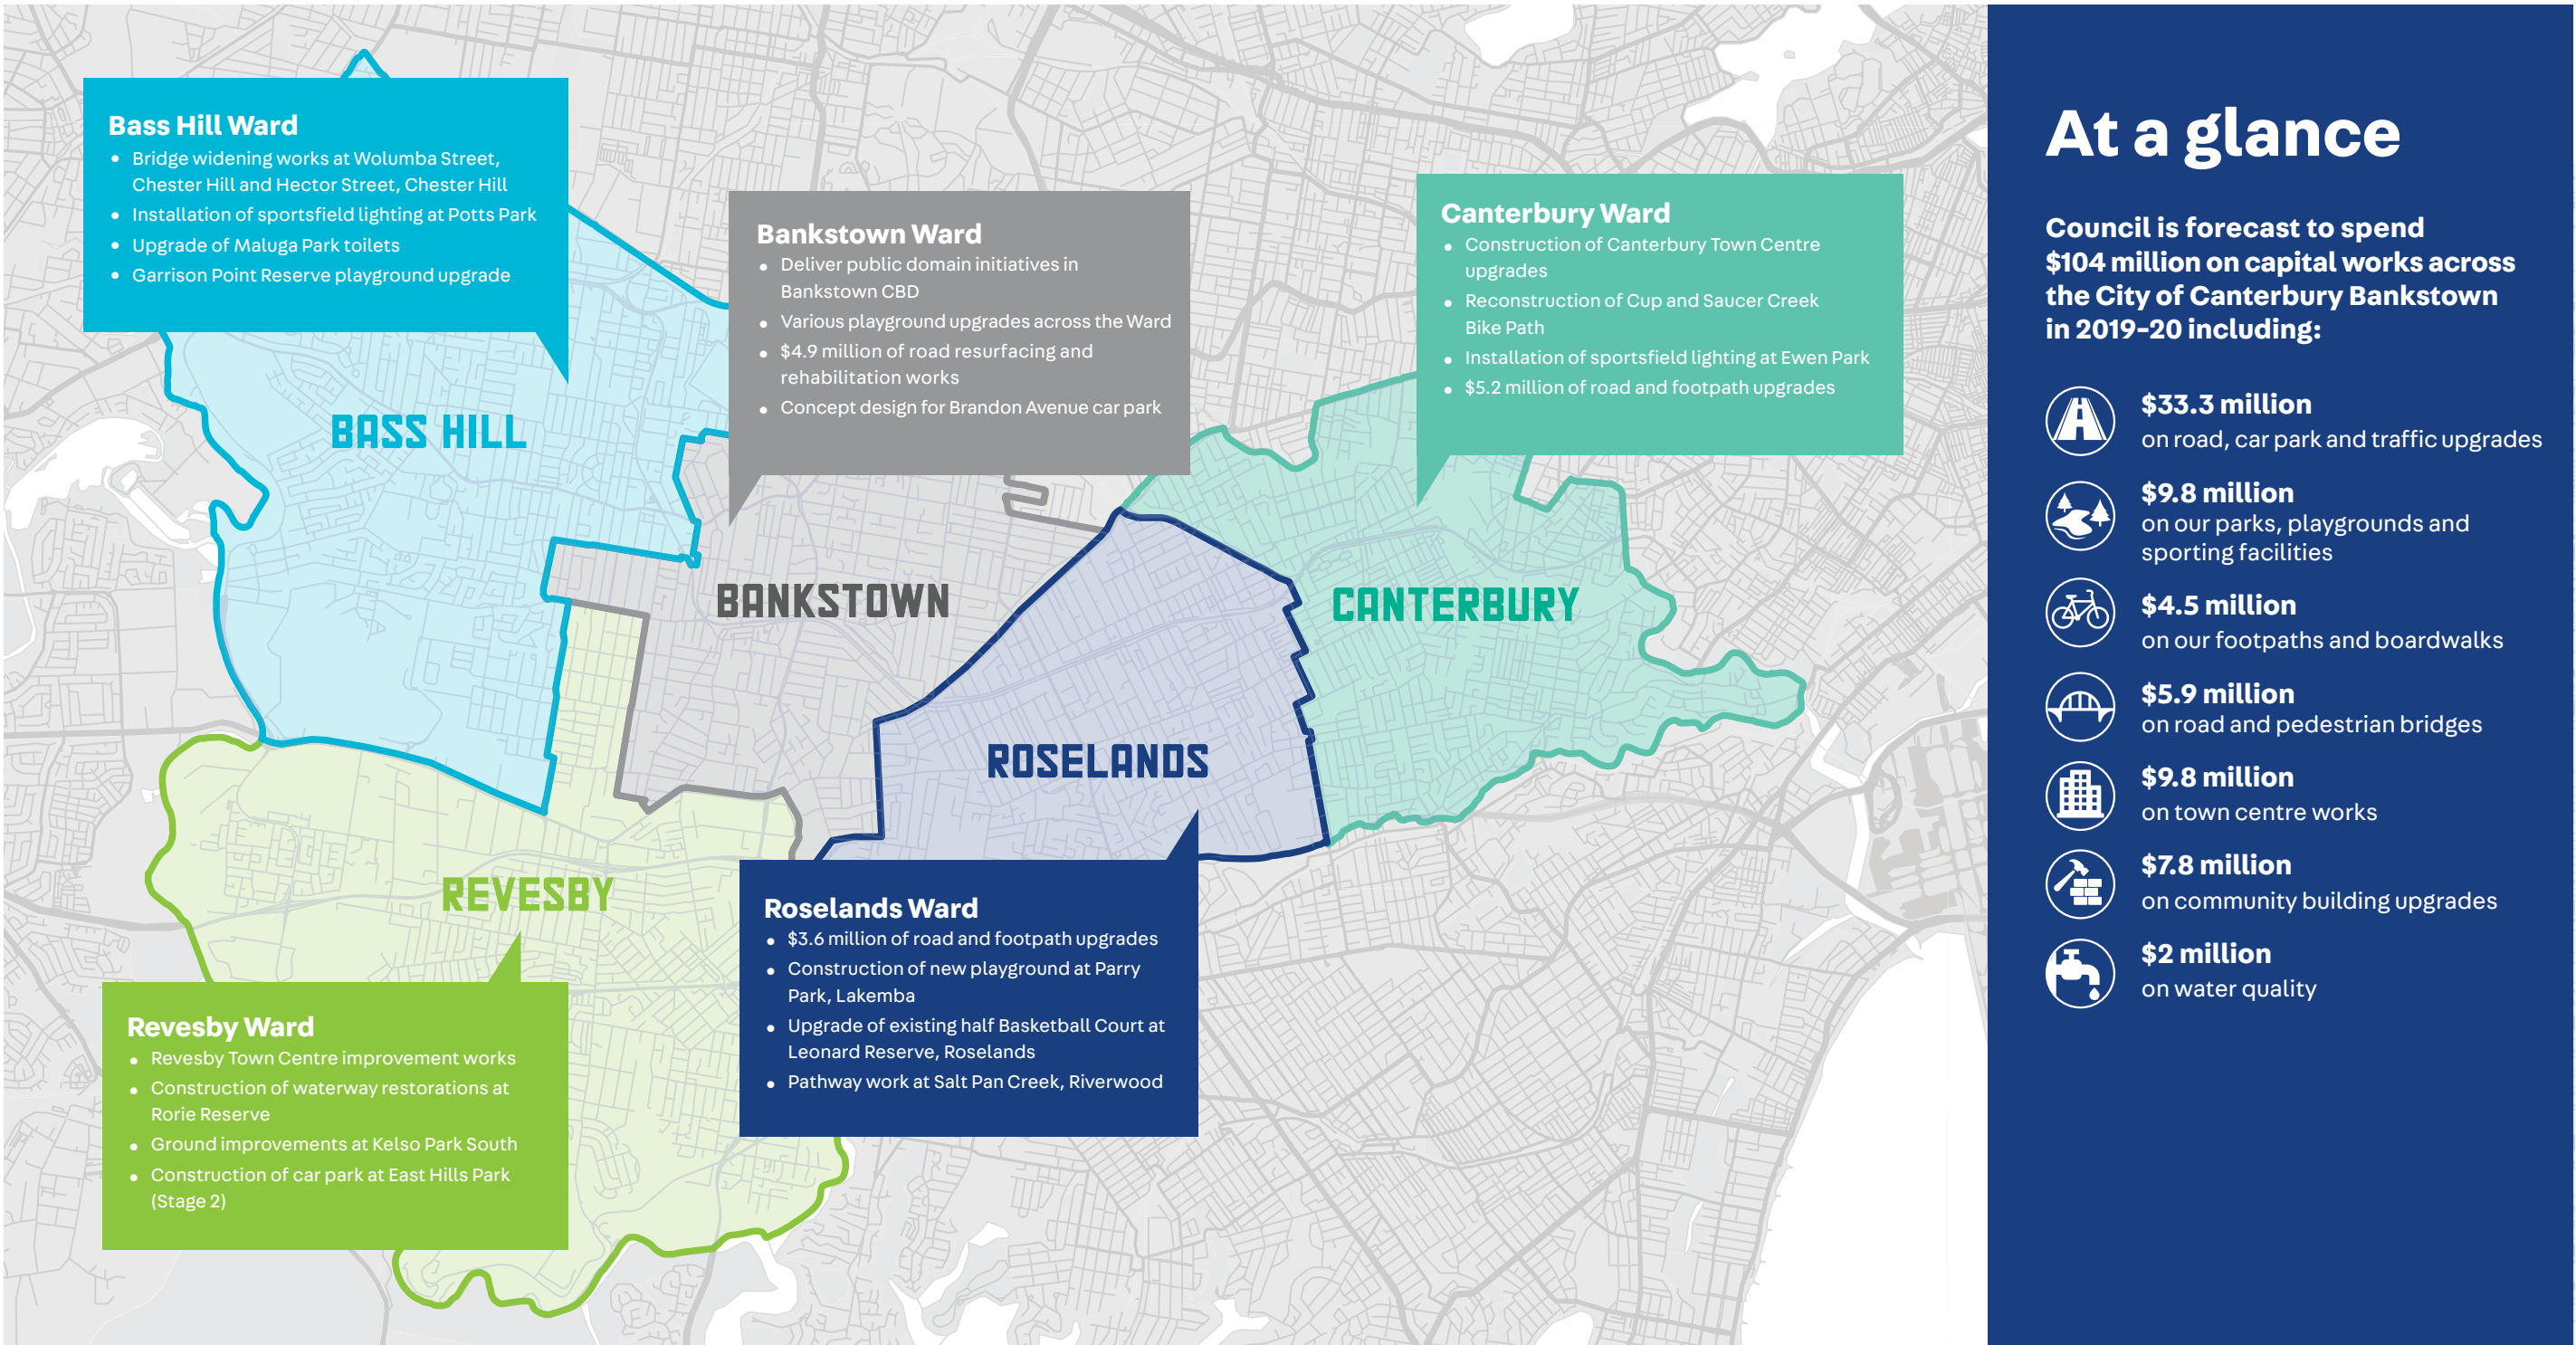 Bass Hill Ward
• Bridge widening works at Wolumba Street,
Chester Hill and Hector Street, Chester Hill
• Installation of sportsfield lighting at Potts Park
• Upgrade of Maluga Park toilets
• Garrison Point Reserve playground upgrade
Bankstown Ward
• Deliver public domain initiatives in
Bankstown CBD
• Various playground upgrades across the Ward
• $4.9 million of road resurfacing and
rehabilitation works
• Concept design for Brandon Avenue car park
Canterbury Ward
• Construction of Canterbury Town Centre
upgrades
• Reconstruction of Cup and Saucer Creek
Bike Path
• Installation of sportsfield lighting at Ewen Park
• $5.2 million of road and footpath upgrades
BASS HILL
BANKSTOWN
CANTERBURY
ROSELANDS
REVESBY
Roselands Ward
• $3.6 million of road and footpath upgrades
• Construction of new playground at Parry
Park, Lakemba
• Upgrade of existing half Basketball Court at
Leonard Reserve, Roselands
• Pathway work at Salt Pan Creek, Riverwood
Revesby Ward
• Revesby Town Centre improvement works
• Construction of waterway restorations at
Rorie Reserve
• Ground improvements at Kelso Park South
• Construction of car park at East Hills Park
(Stage 2)
At a glance
Council is forecast to spend
$104 million on capital works across
the City of Canterbury Bankstown
in 2019–20 including:
$33.3 million
on road, car park and traffic upgrades
$9.8 million
on our parks, playgrounds and
sporting facilities
$4.5 million
on our footpaths and boardwalks
$5.9 million
on road and pedestrian bridges
$9.8 million
on town centre works
$7.8 million
on community building upgrades
$2 million
on water quality